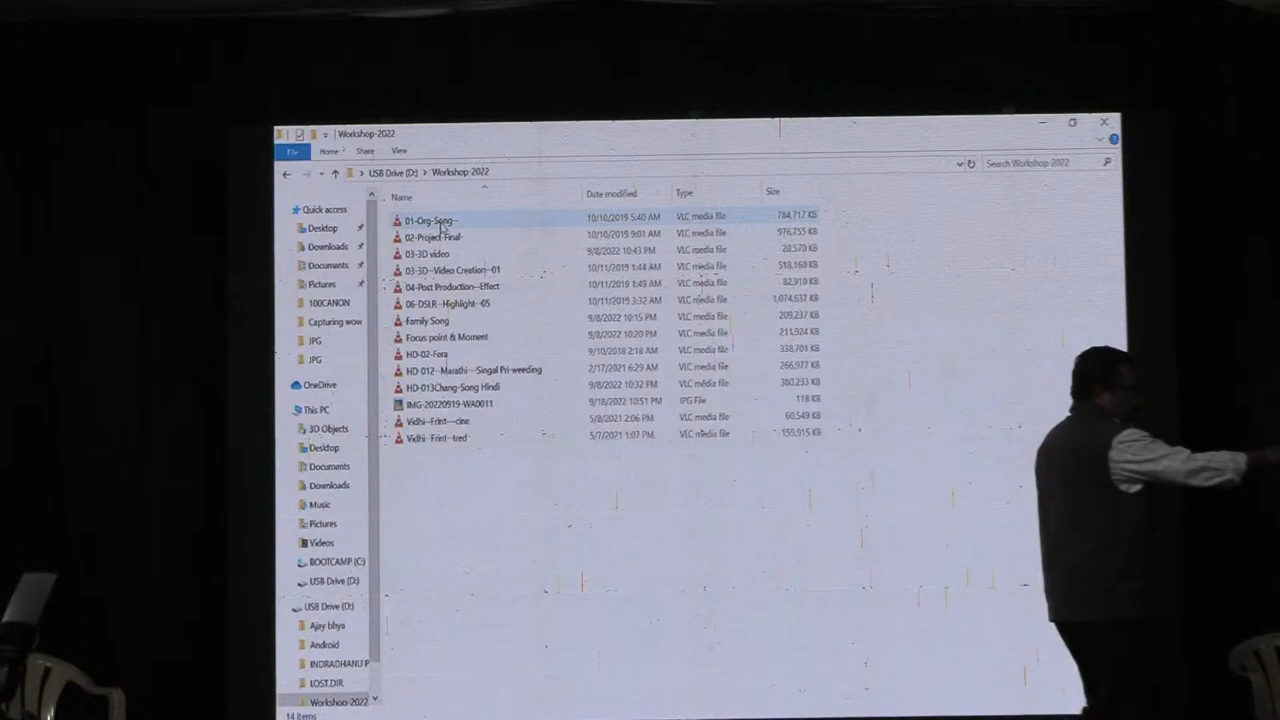 Workshop-2022
File Home Share View
USB Drive (D:) > Workshop-2022
Search Workshop-2022
Name Date modified Type Size
01-Org-Song-- 10/10/2019 5:40 AM VLC media file 784,717 KB
02-Project-Final- 10/10/2019 9:01 AM VLC media file 976,755 KB
03-3D video 9/8/2022 10:43 PM VLC media file 28,570 KB
03-3D--Video Creation--01 10/11/2019 1:44 AM VLC media file 518,160 KB
04-Post Production--Effect 10/11/2019 1:49 AM VLC media file 82,910 KB
06-DSLR--Highlight--05 10/11/2019 3:32 AM VLC media file 1,074,637 KB
Family Song 9/8/2022 10:15 PM VLC media file 209,237 KB
Focus point & Moment 9/8/2022 10:20 PM VLC media file 211,924 KB
HD-02-Fera 9/10/2018 2:18 AM VLC media file 338,701 KB
HD-012--Marathi---Singal Pri-weeding 2/17/2021 6:29 AM VLC media file 266,977 KB
HD-013Chang-Song Hindi 9/8/2022 10:32 PM VLC media file 380,233 KB
IMG-20220919-WA0011 9/18/2022 10:51 PM JPG File 118 KB
Vidhi--Frint---cine 5/8/2021 2:06 PM VLC media file 60,549 KB
Vidhi--Frint--tred 5/7/2021 1:07 PM VLC media file 159,915 KB
Quick access
Desktop
Downloads
Documents
Pictures
100CANON
Capturing wow
JPG
JPG
OneDrive
This PC
3D Objects
Desktop
Documents
Downloads
Music
Pictures
Videos
BOOTCAMP (C:)
USB Drive (D:)
USB Drive (D:)
Ajay bhya
Android
INDRADHANU P
LOST.DIR
Workshop-2022
14 items